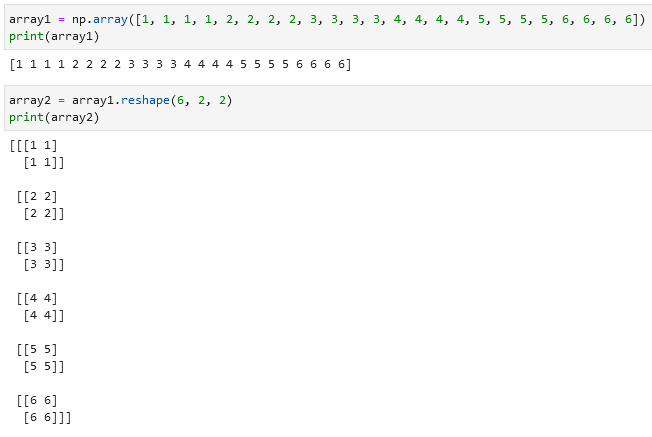 array1 = np.array([1, 1, 1, 1, 2, 2, 2, 2, 3, 3, 3, 3, 4, 4, 4, 4, 5, 5, 5, 5, 6, 6, 6, 6])
print(array1)
[1 1 1 1 2 2 2 2 3 3 3 3 4 4 4 4 5 5 5 5 6 6 6 6]
array2 = array1.reshape(6, 2, 2)
print(array2)
[[[1 1]
  [1 1]]

 [[2 2]
  [2 2]]

 [[3 3]
  [3 3]]

 [[4 4]
  [4 4]]

 [[5 5]
  [5 5]]

 [[6 6]
  [6 6]]]